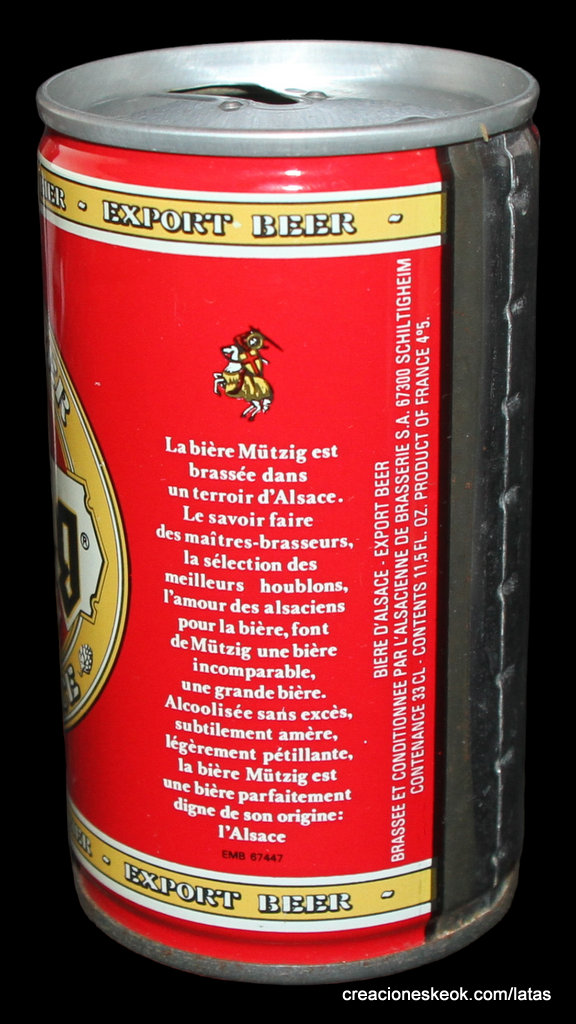 EXPORT BEER ~
La bière Mützig est
brassée dans
un terroir d'Alsace.
Le savoir faire
des maîtres-brasseurs,
la sélection des
meilleurs houblons,
l'amour des alsaciens
pour la bière, font
de Mützig une bière
incomparable,
une grande bière.
Alcoolisée sans excès,
subtilement amère,
légèrement pétillante,
la bière Mützig est
une bière parfaitement
digne de son origine:
l'Alsace
EMB 67447
BIERE D'ALSACE - EXPORT BEER
BRASSEE ET CONDITIONNEE PAR L'ALSACIENNE DE BRASSERIE S.A. 67300 SCHILTIGHEIM
CONTENANCE 33 CL - CONTENTS 11,5 FL. OZ. PRODUCT OF FRANCE 4°5.
~ EXPORT BEER ~
creacioneskeok.com/latas